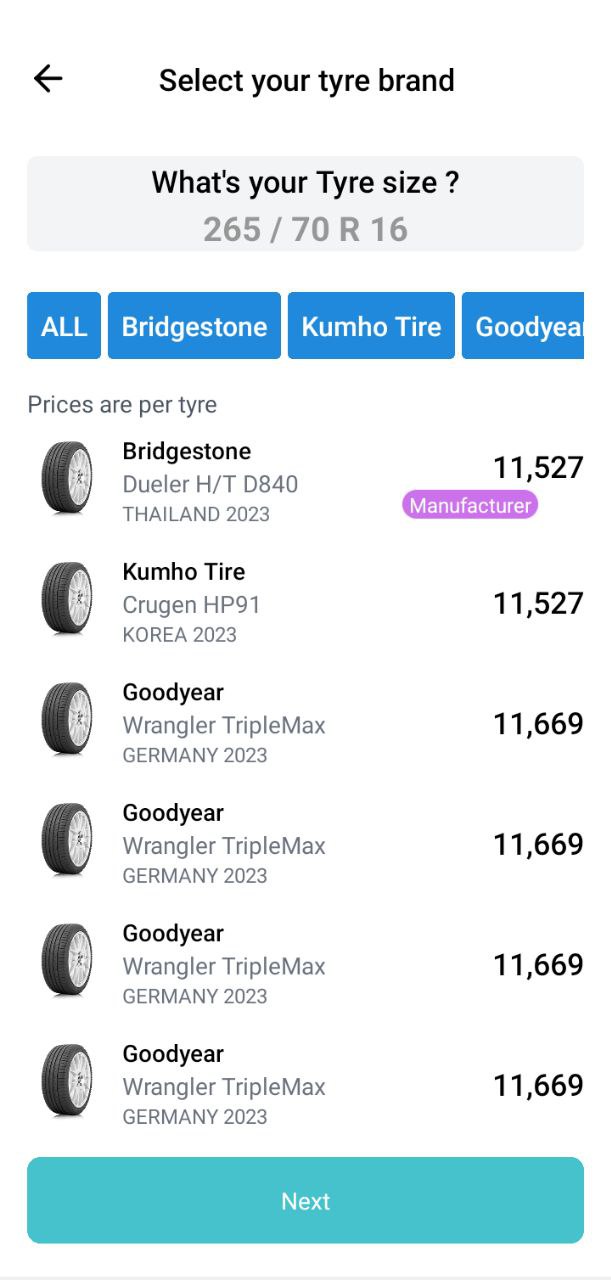 Select your tyre brand
What's your Tyre size ?
265 / 70 R 16
ALL Bridgestone Kumho Tire Goodyear
Prices are per tyre
Bridgestone
11,527
Dueler H/T D840
Manufacturer
THAILAND 2023
Kumho Tire
Crugen HP91
11,527
KOREA 2023
Goodyear
Wrangler TripleMax
11,669
GERMANY 2023
Goodyear
Wrangler TripleMax
11,669
GERMANY 2023
Goodyear
Wrangler TripleMax
11,669
GERMANY 2023
Goodyear
Wrangler TripleMax
11,669
GERMANY 2023
Next